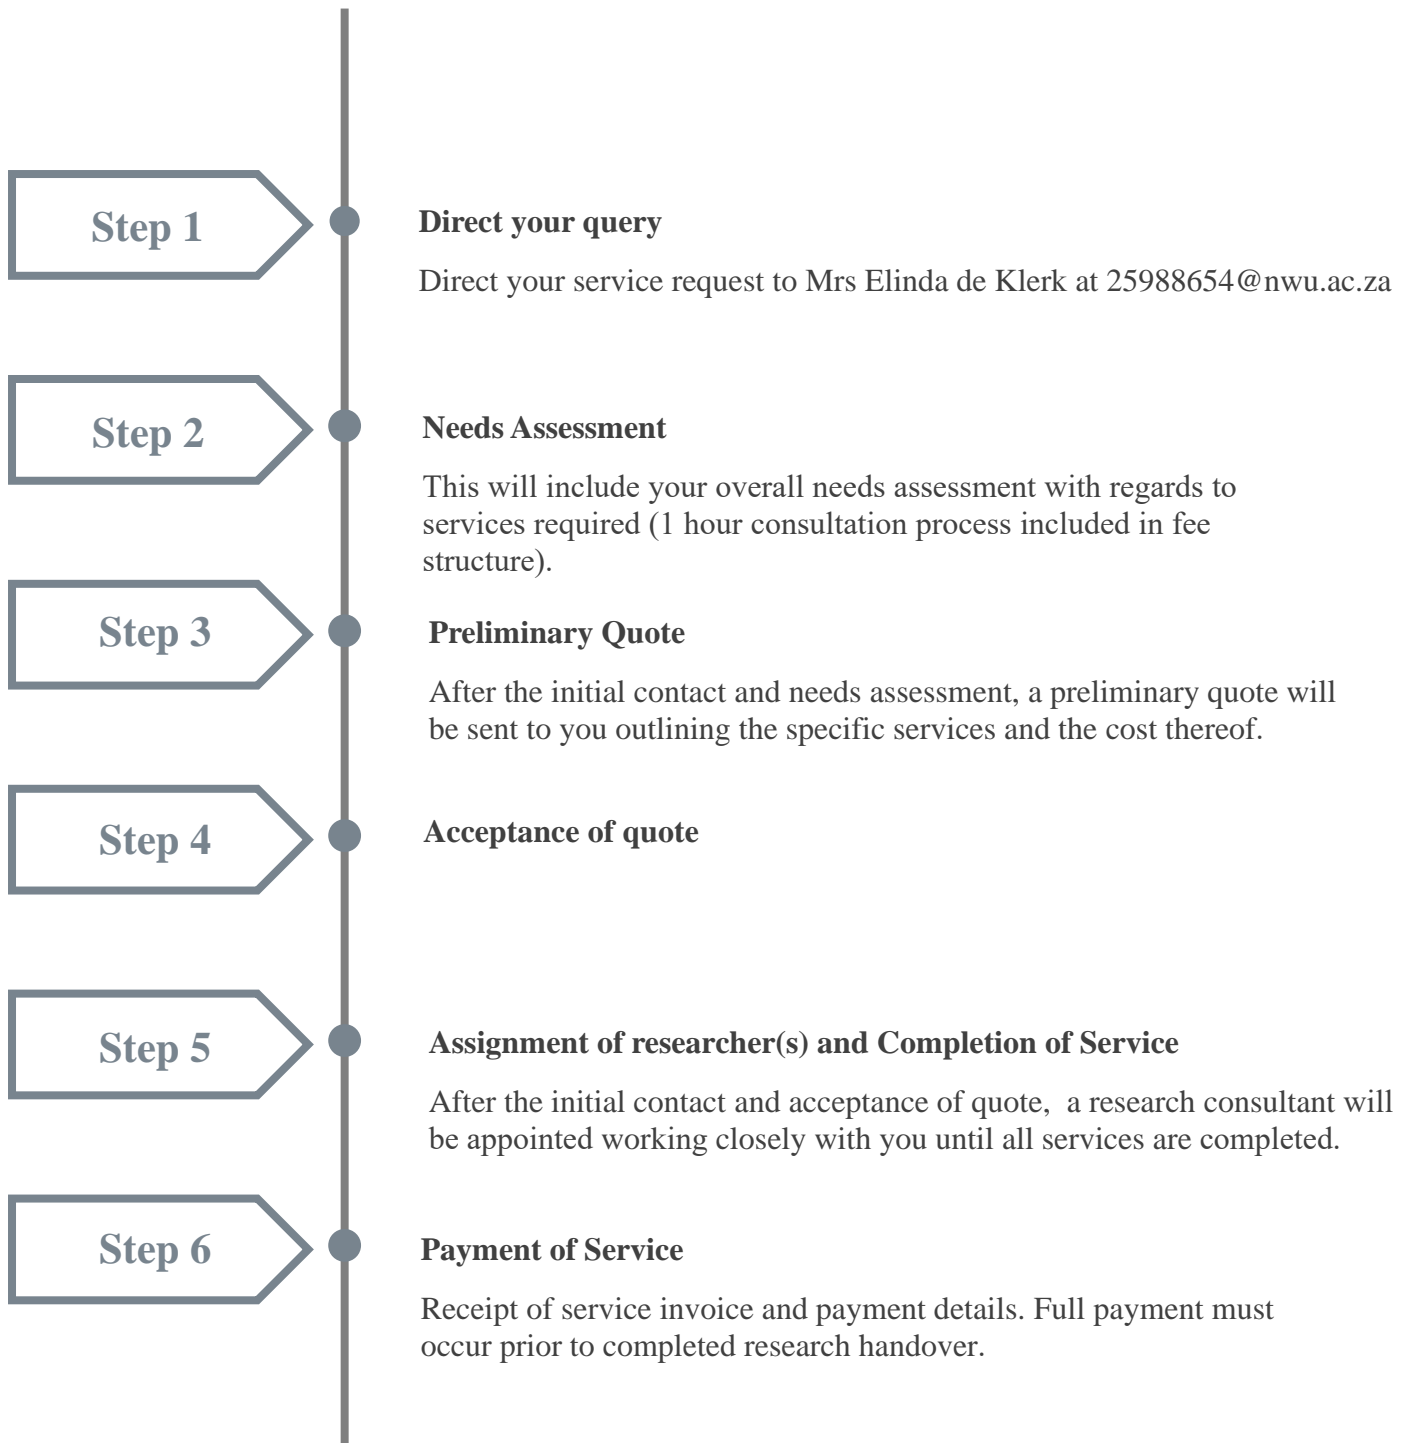 Step 1
Direct your query
Direct your service request to Mrs Elinda de Klerk at 25988654@nwu.ac.za
Step 2
Needs Assessment
This will include your overall needs assessment with regards to
services required (1 hour consultation process included in fee
structure).
Step 3
Preliminary Quote
After the initial contact and needs assessment, a preliminary quote will
be sent to you outlining the specific services and the cost thereof.
Step 4
Acceptance of quote
Step 5
Assignment of researcher(s) and Completion of Service
After the initial contact and acceptance of quote,  a research consultant will
be appointed working closely with you until all services are completed.
Step 6
Payment of Service
Receipt of service invoice and payment details. Full payment must
occur prior to completed research handover.